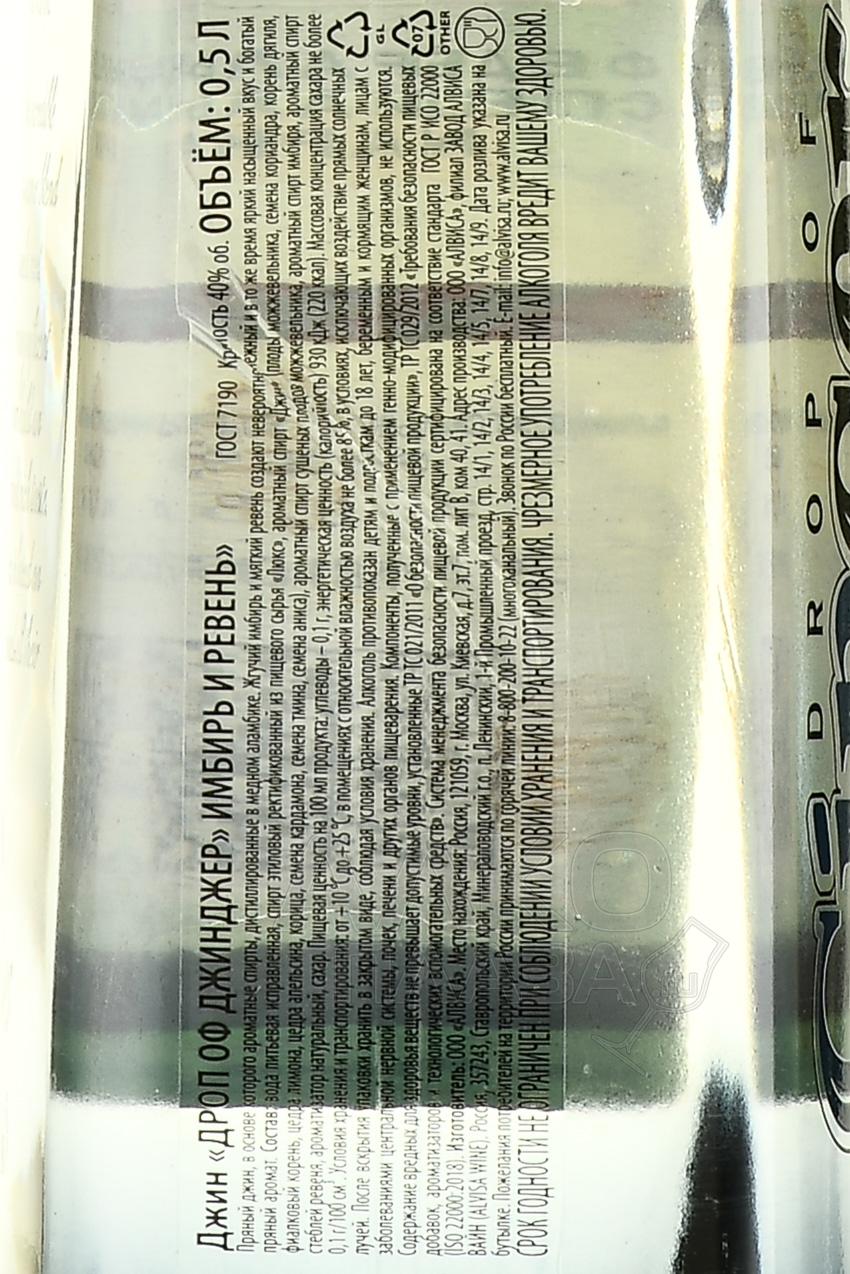 Джин «ДРОП ОФ ДЖИНДЖЕР» ИМБИРЬ И РЕВЕНЬ» ГОСТ 7190 Крепость 40% об. ОБЪЁМ: 0,5 Л
Пряный джин, в основе которого ароматные спирты, дистиллированные в медном аламбике. Жгучий имбирь и мягкий ревень создают невероятно нежный и в то же время яркий насыщенный вкус и богатый
пряный аромат. Состав: вода питьевая исправленная, спирт этиловый ректификованный из пищевого сырья «Люкс», ароматный спирт «Джин» (плоды можжевельника, семена кориандра, корень дягиля,
фиалковый корень, цедра лимона, цедра апельсина, корица, семена кардамона, семена тмина, семена аниса), ароматный спирт сушеных плодов можжевельника, ароматный спирт имбиря, ароматный спирт
стеблей ревеня, ароматизатор натуральный, сахар. Пищевая ценность на 100 мл продукта: углеводы – 0,1 г, энергетическая ценность (калорийность) 930 кДж (220 ккал). Массовая концентрация сахара не более
0,1 г/100 см³. Условия хранения и транспортирования: от +10 °С до +25 °С, в помещениях с относительной влажностью воздуха не более 85%, в условиях, исключающих воздействие прямых солнечных
лучей. После вскрытия упаковки хранить в закрытом виде, соблюдая условия хранения. Алкоголь противопоказан детям и подросткам до 18 лет, беременным и кормящим женщинам, лицам с
заболеваниями центральной нервной системы, почек, печени и других органов пищеварения. Компоненты, полученные с применением генно-модифицированных организмов, не используются.
Содержание вредных для здоровья веществ не превышает допустимые уровни, установленные ТР ТС 021/2011 «О безопасности пищевой продукции», ТР ТС 029/2012 «Требования безопасности пищевых
добавок, ароматизаторов и технологических вспомогательных средств». Система менеджмента безопасности пищевой продукции сертифицирована на соответствие стандарта ГОСТ Р ИСО 22000
(ISO 22000:2018). Изготовитель: ООО «АЛВИСА». Место нахождения: Россия, 121059, г. Москва, ул. Киевская, д.7, эт.7, пом. ЛИТ В, ком 40, 41. Адрес производства: ООО «АЛВИСА», филиал ЗАВОД АЛВИСА
ВАЙН (ALVISA WINE). Россия, 357243, Ставропольский край, Минераловодский г.о., п. Ленинский, 1-й Промышленный проезд, стр. 14/1, 14/2, 14/3, 14/4, 14/5, 14/7, 14/8, 14/9. Дата розлива указана на
бутылке. Пожелания потребителей на территории России принимаются по горячей линии: 8-800-200-10-22 (многоканальный). Звонок по России бесплатный. E-mail: info@alvisa.ru; www.alvisa.ru
СРОК ГОДНОСТИ НЕ ОГРАНИЧЕН ПРИ СОБЛЮДЕНИИ УСЛОВИЙ ХРАНЕНИЯ И ТРАНСПОРТИРОВАНИЯ. ЧРЕЗМЕРНОЕ УПОТРЕБЛЕНИЕ АЛКОГОЛЯ ВРЕДИТ ВАШЕМУ ЗДОРОВЬЮ.
GL
07
OTHER
DROP OF
Ginger